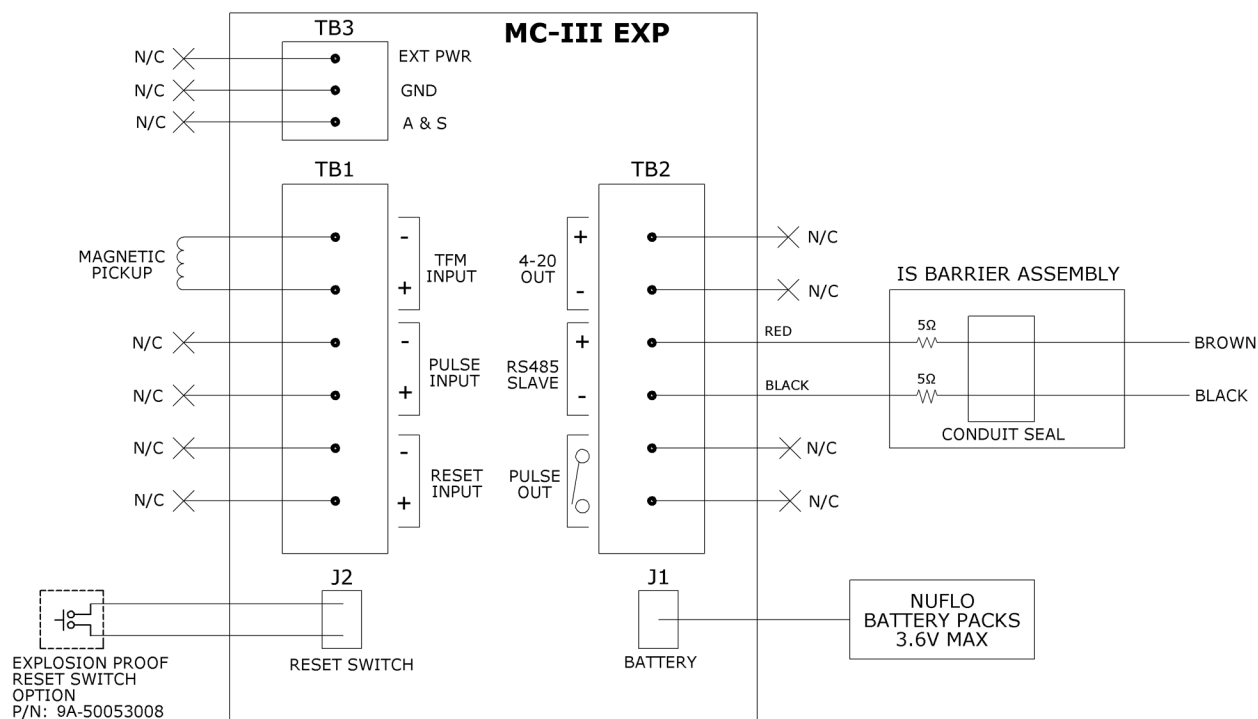 MC-III EXP
TB3
N/C
EXT PWR
N/C
GND
N/C
A & S
TB1
TB2
MAGNETIC
PICKUP
-
+
TFM
INPUT
4-20
OUT
+
-
N/C
N/C
N/C
N/C
-
+
PULSE
INPUT
RS485
SLAVE
+
-
RED
BLACK
IS BARRIER ASSEMBLY
5Ω
5Ω
CONDUIT SEAL
BROWN
BLACK
N/C
N/C
-
+
RESET
INPUT
PULSE
OUT
N/C
N/C
J2
RESET SWITCH
J1
BATTERY
NUFLO
BATTERY PACKS
3.6V MAX
EXPLOSION PROOF
RESET SWITCH
OPTION
P/N: 9A-50053008